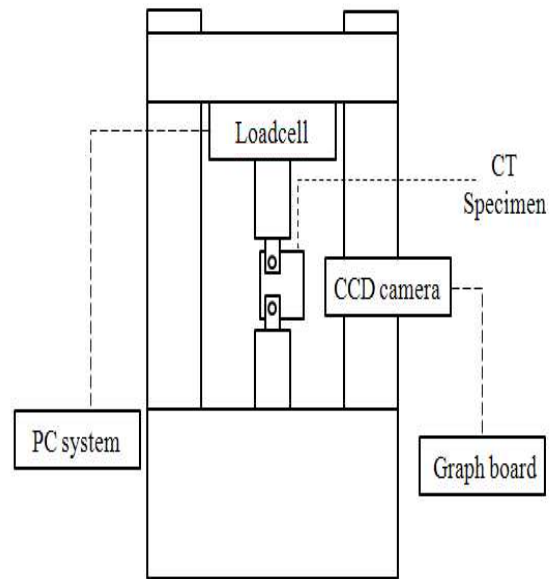 Loadcell
CT
Specimen
CCD camera
PC system
Graph board